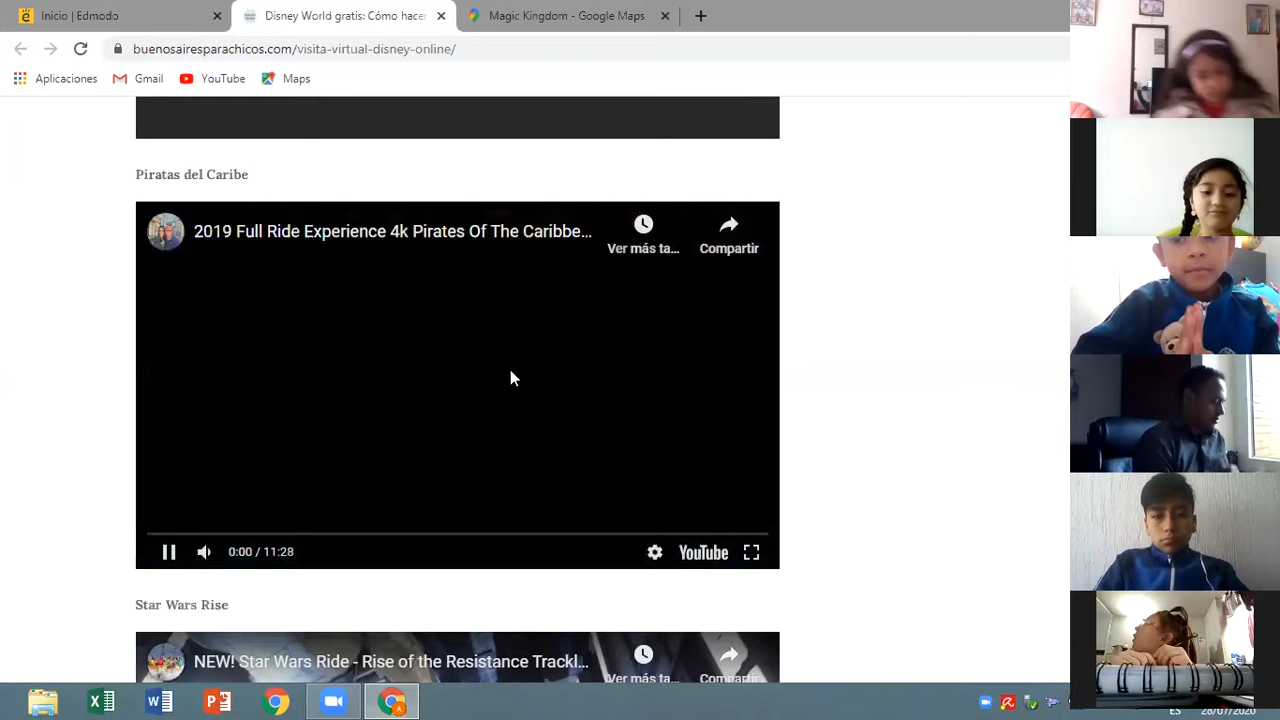 Inicio | Edmodo
Disney World gratis: Cómo hacer
Magic Kingdom - Google Maps
buenosairesparachicos.com/visita-virtual-disney-online/
Aplicaciones
Gmail
YouTube
Maps
Piratas del Caribe
2019 Full Ride Experience 4k Pirates Of The Caribbe...
Ver más ta...
Compartir
0:00 / 11:28
YouTube
Star Wars Rise
NEW! Star Wars Ride - Rise of the Resistance Trackl...
Ver más ta...
Compartir
ES
28/07/2020